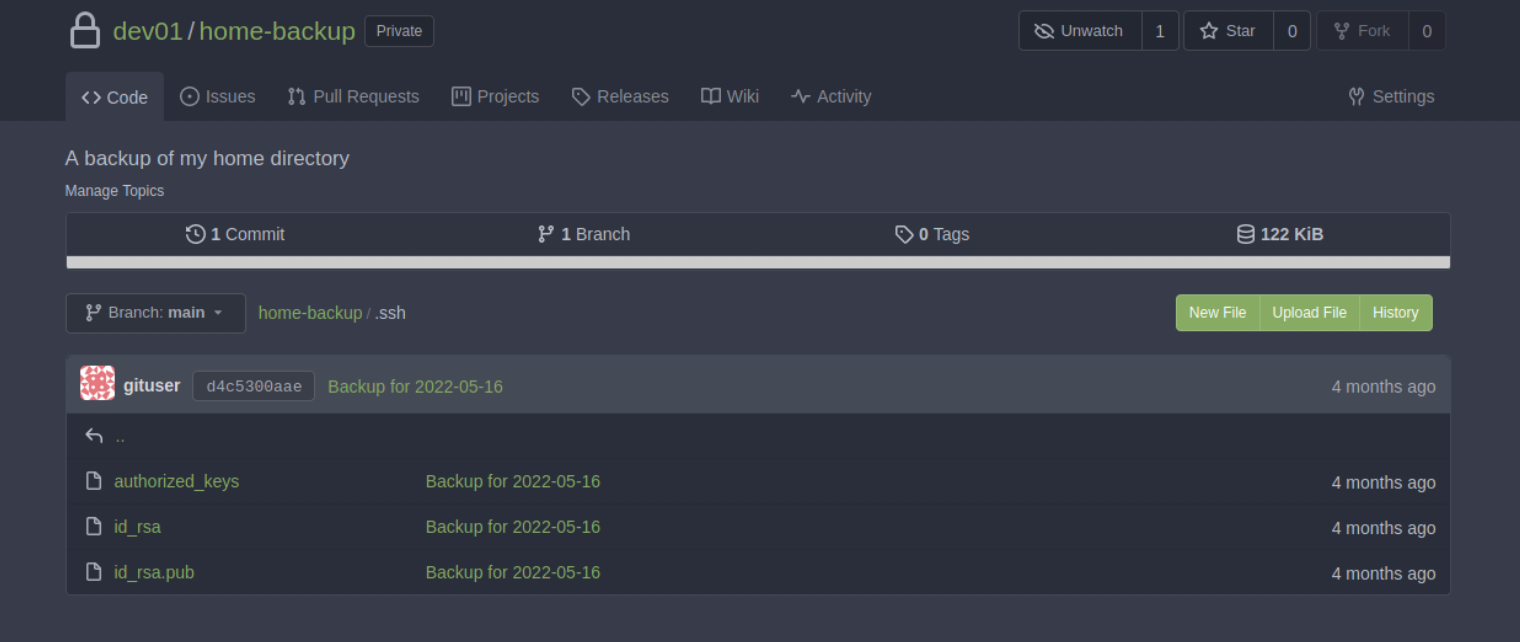 dev01 / home-backup Private Unwatch 1 Star 0 Fork 0
Code Issues Pull Requests Projects Releases Wiki Activity Settings
A backup of my home directory
Manage Topics
1 Commit 1 Branch 0 Tags 122 KiB
Branch: main home-backup / .ssh New File Upload File History
gituser d4c5300aae Backup for 2022-05-16 4 months ago
..
authorized_keys Backup for 2022-05-16 4 months ago
id_rsa Backup for 2022-05-16 4 months ago
id_rsa.pub Backup for 2022-05-16 4 months ago